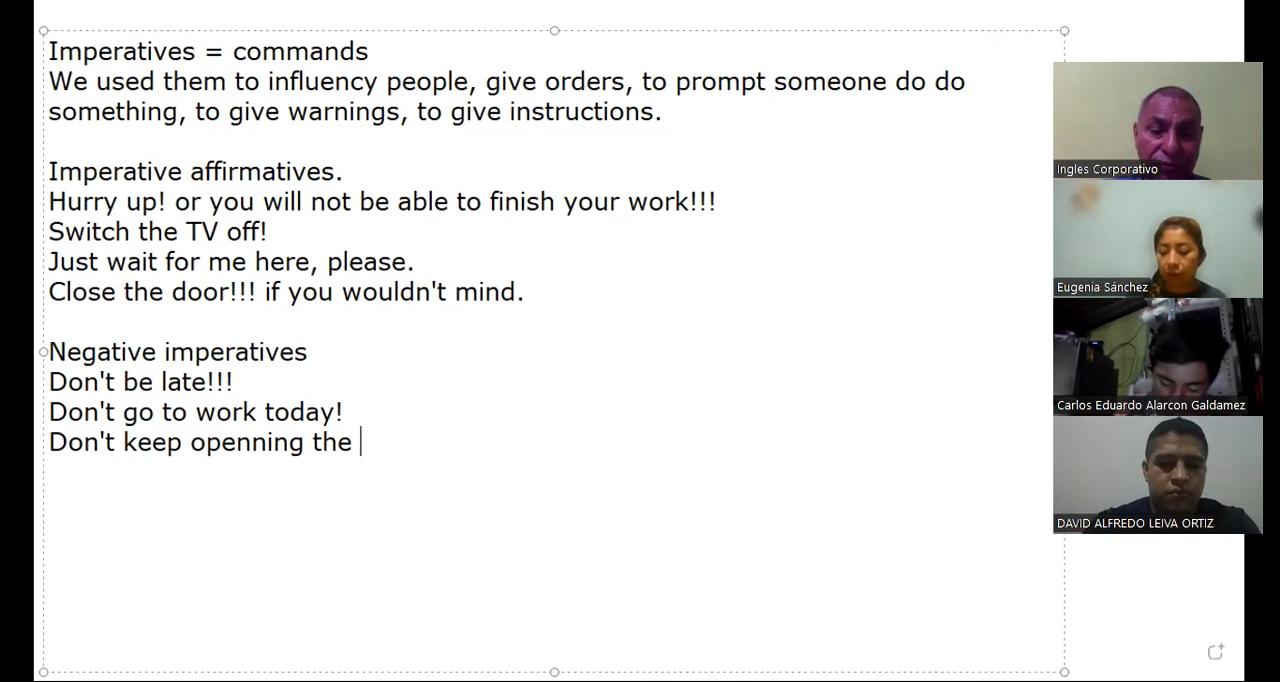 Imperatives = commands
We used them to influency people, give orders, to prompt someone do do
something, to give warnings, to give instructions.
Imperative affirmatives.
Hurry up! or you will not be able to finish your work!!!
Switch the TV off!
Just wait for me here, please.
Close the door!!! if you wouldn't mind.
Negative imperatives
Don't be late!!!
Don't go to work today!
Don't keep openning the
Ingles Corporativo
Eugenia Sánchez
Carlos Eduardo Alarcon Galdamez
DAVID ALFREDO LEIVA ORTIZ